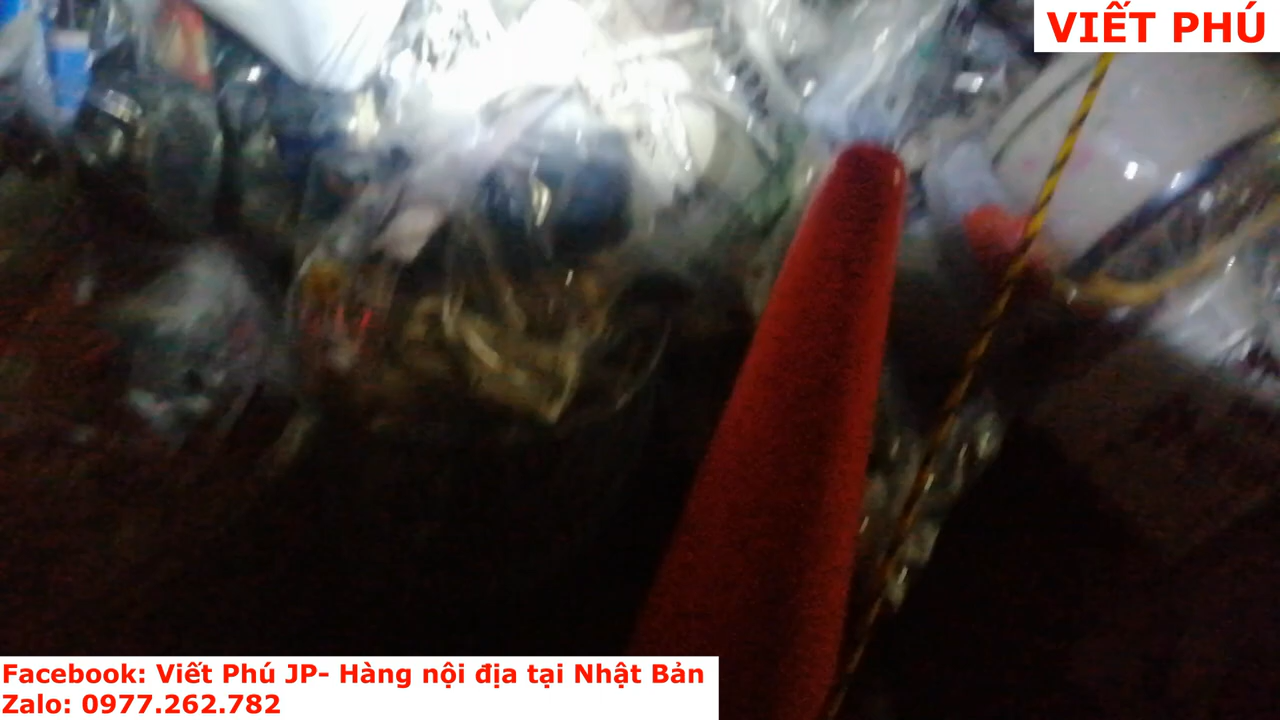 VIẾT PHÚ
Facebook: Viết Phú JP- Hàng nội địa tại Nhật Bản
Zalo: 0977.262.782